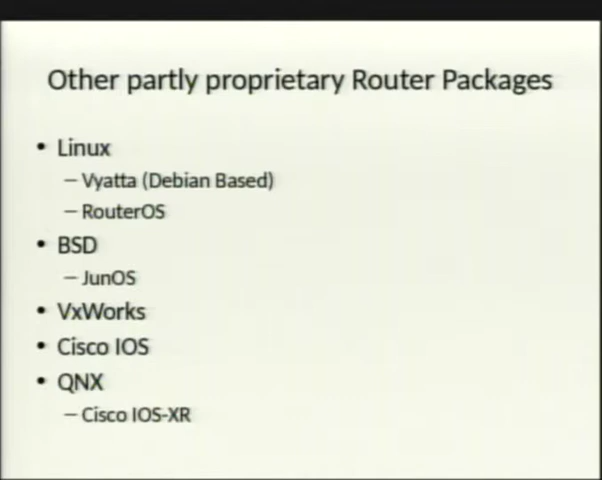 Other partly proprietary Router Packages
• Linux
– Vyatta (Debian Based)
– RouterOS
• BSD
– JunOS
• VxWorks
• Cisco IOS
• QNX
– Cisco IOS-XR